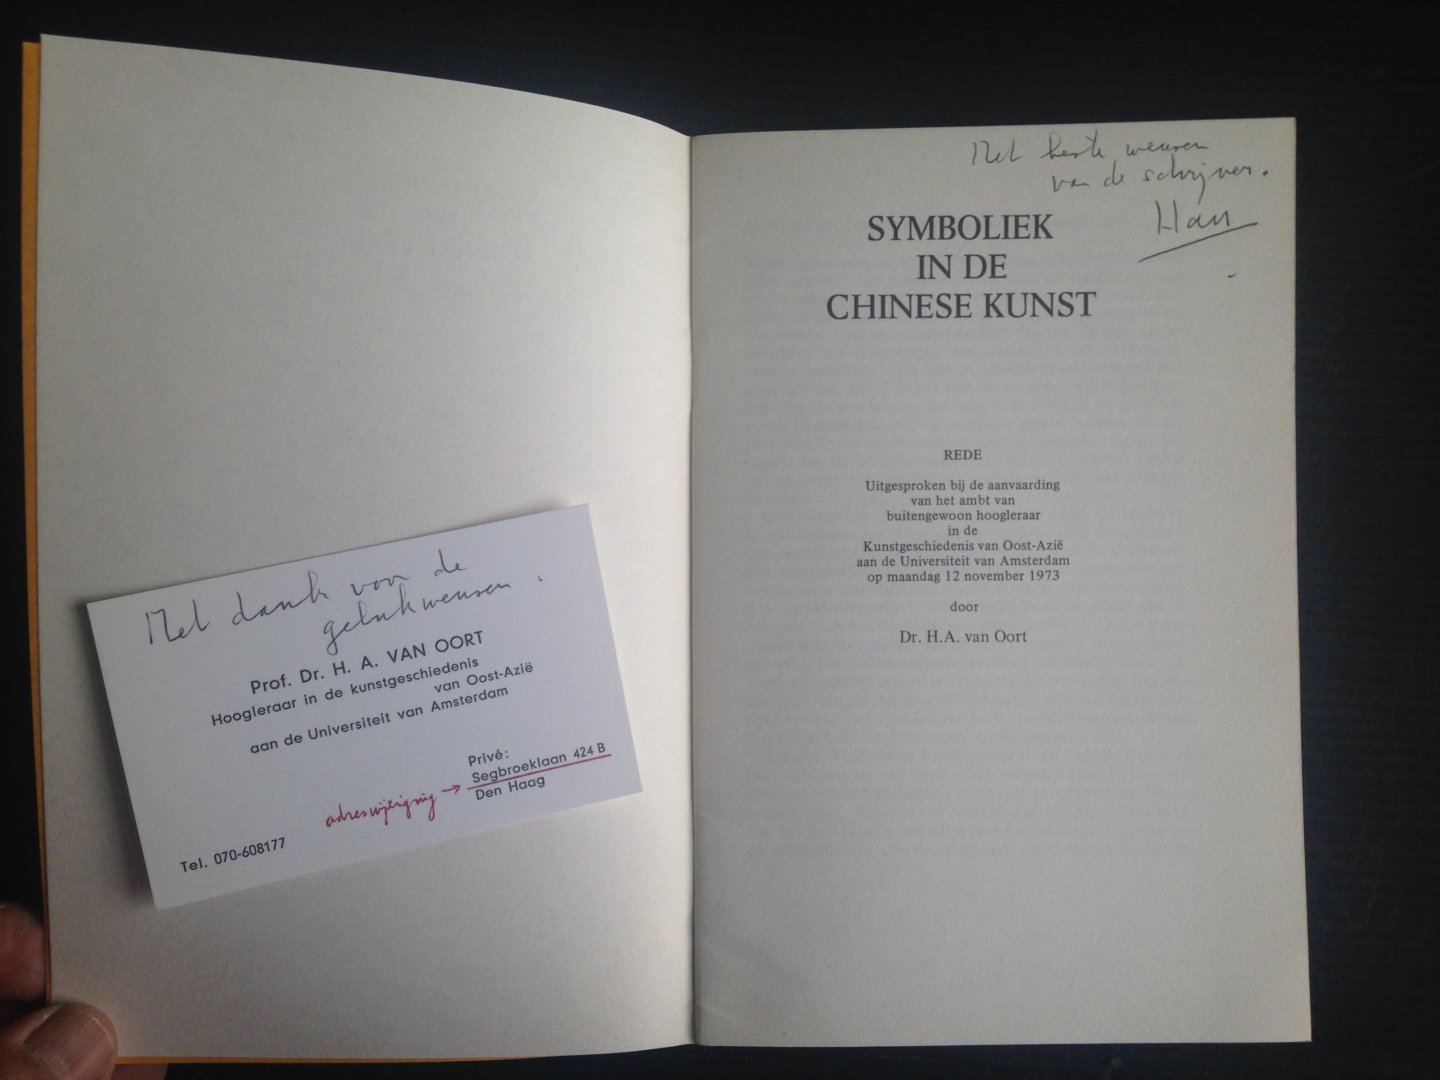 Met dank voor de
gelukwensen.
Prof. Dr. H. A. VAN OORT
Hoogleraar in de kunstgeschiedenis
van Oost-Azië
aan de Universiteit van Amsterdam
Privé:
Segbroeklaan 424 B
adreswijziging → Den Haag
Tel. 070-608177
Met beste wensen
van de schrijver.
Han
SYMBOLIEK
IN DE
CHINESE KUNST
REDE
Uitgesproken bij de aanvaarding
van het ambt van
buitengewoon hoogleraar
in de
Kunstgeschiedenis van Oost-Azië
aan de Universiteit van Amsterdam
op maandag 12 november 1973
door
Dr. H.A. van Oort